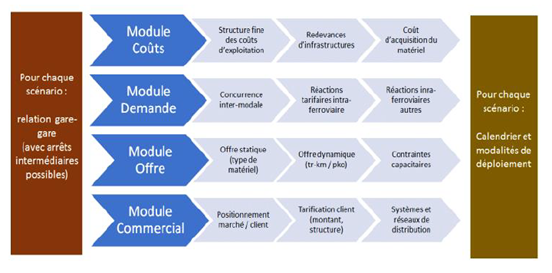 Pour chaque
scénario :
relation gare-
gare
(avec arrêts
intermédiaires
possibles)
Module
Coûts
Structure fine
des coûts
d'exploitation
Redevances
d'infrastructures
Coût
d'acquisition du
matériel
Module
Demande
Concurrence
inter-modale
Réactions
tarifaires intra-
ferroviaire
Réactions inra-
ferroviaires
autres
Module
Offre
Offre statique
(type de
matériel)
Offre dynamique
(tr-km / pko)
Contraintes
capacitaires
Module
Commercial
Positionnement
marché / client
Tarification client
(montant,
structure)
Systèmes et
réseaux de
distribution
Pour chaque
scénario :
Calendrier et
modalités de
déploiement